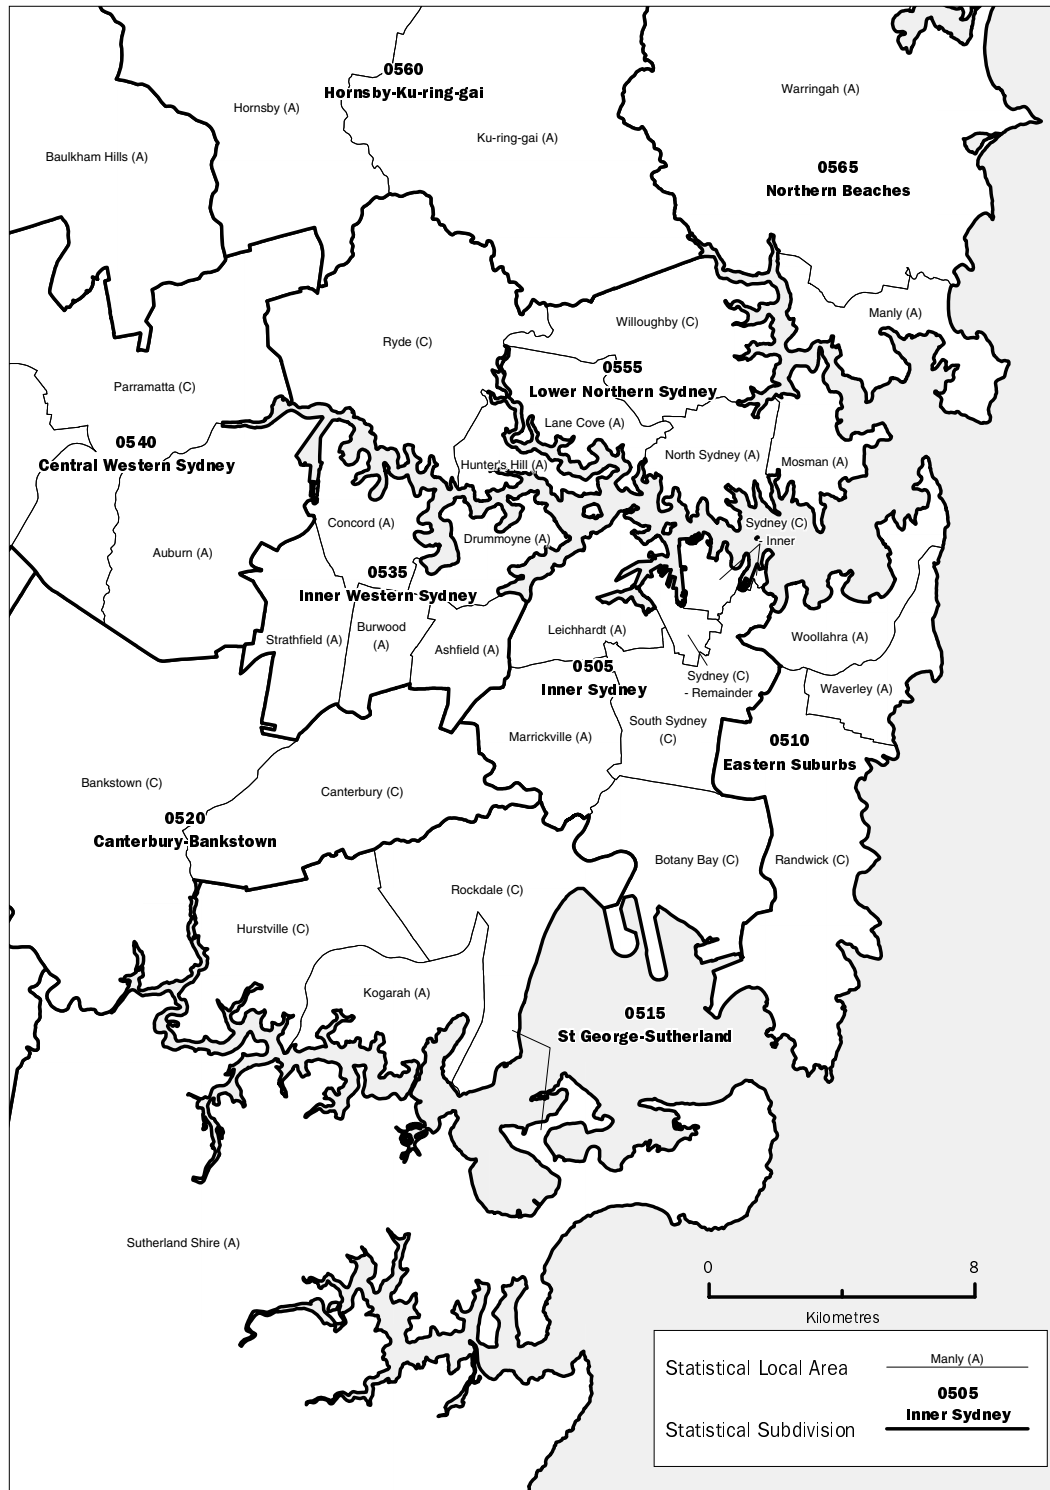 0560
Hornsby-Ku-ring-gai
Warringah (A)
Hornsby (A)
Ku-ring-gai (A)
Baulkham Hills (A)
0565
Northern Beaches
Manly (A)
Willoughby (C)
Ryde (C)
0555
Lower Northern Sydney
Parramatta (C)
Lane Cove (A)
0540
Central Western Sydney
North Sydney (A)
Mosman (A)
Hunter's Hill (A)
Concord (A)
Sydney (C)
- Inner
Drummoyne (A)
Auburn (A)
0535
Inner Western Sydney
Burwood
(A)
Leichhardt (A)
Woollahra (A)
Strathfield (A)
Ashfield (A)
0505
Inner Sydney
Sydney (C)
- Remainder
Waverley (A)
South Sydney
(C)
Marrickville (A)
0510
Eastern Suburbs
Bankstown (C)
Canterbury (C)
0520
Canterbury-Bankstown
Botany Bay (C)
Randwick (C)
Rockdale (C)
Hurstville (C)
Kogarah (A)
0515
St George-Sutherland
Sutherland Shire (A)
0 8
Kilometres
Statistical Local Area
Manly (A)
0505
Inner Sydney
Statistical Subdivision